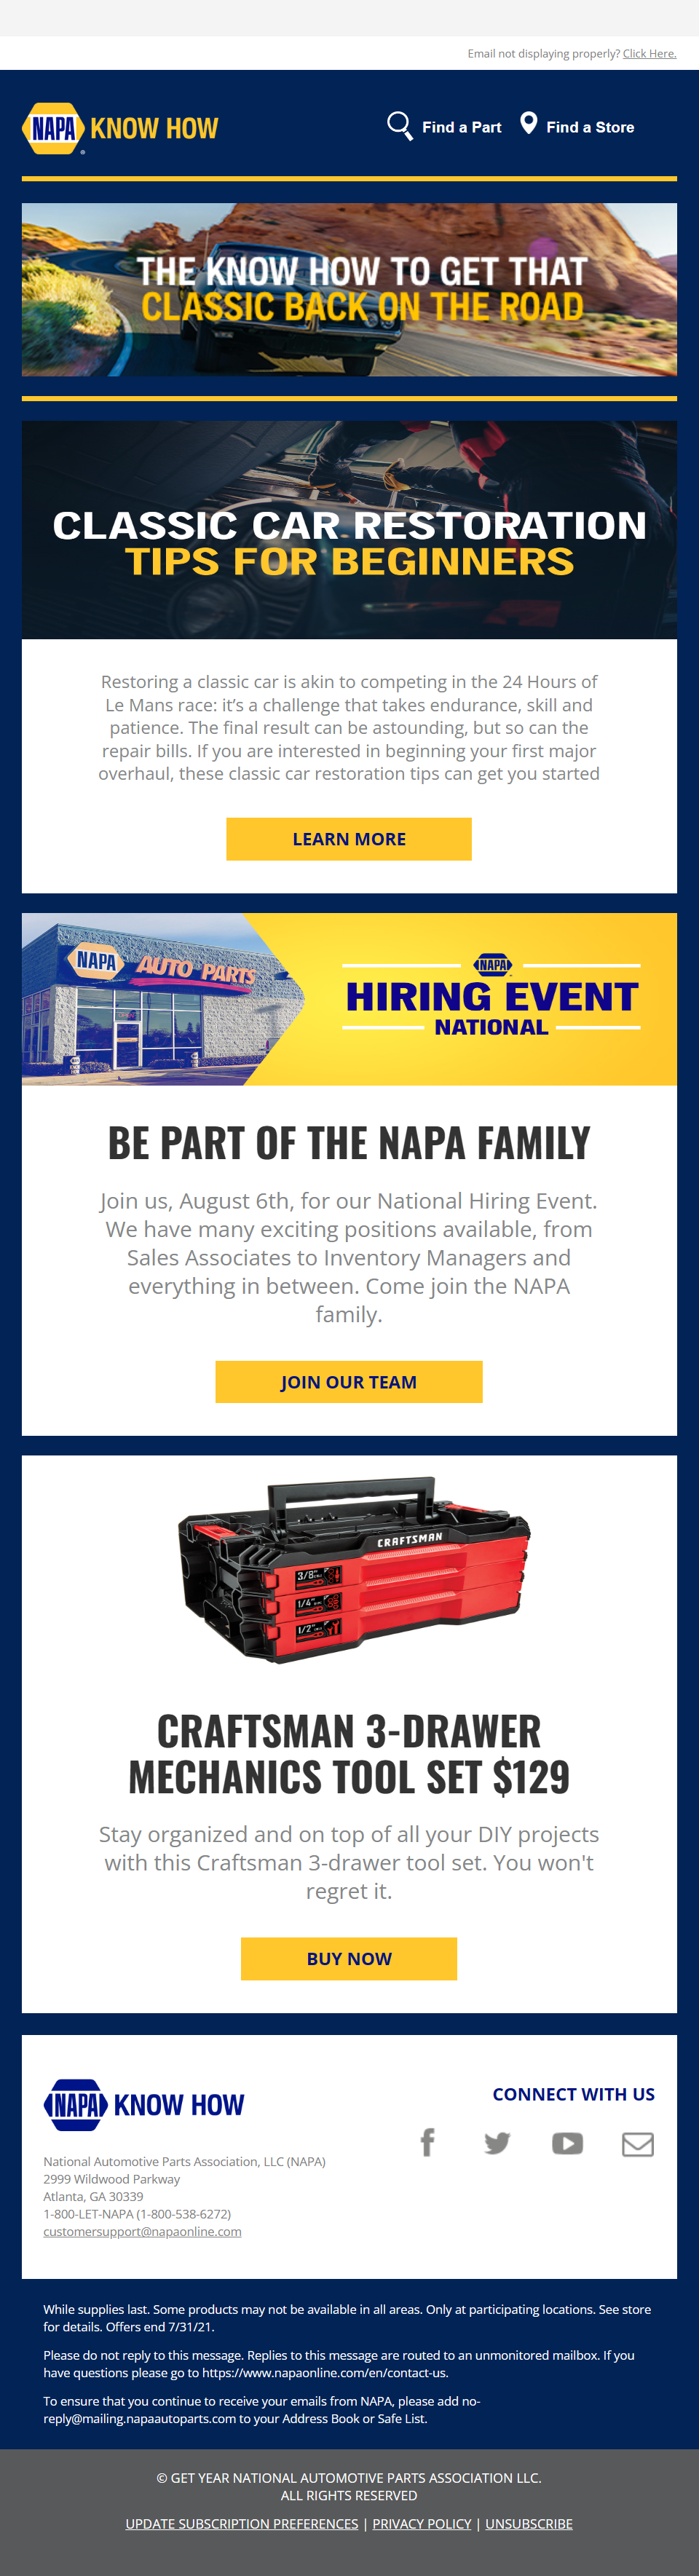 Email not displaying properly? Click Here.
NAPA KNOW HOW
Find a Part
Find a Store
THE KNOW HOW TO GET THAT
CLASSIC BACK ON THE ROAD
CLASSIC CAR RESTORATION
TIPS FOR BEGINNERS
Restoring a classic car is akin to competing in the 24 Hours of
Le Mans race: it’s a challenge that takes endurance, skill and
patience. The final result can be astounding, but so can the
repair bills. If you are interested in beginning your first major
overhaul, these classic car restoration tips can get you started
LEARN MORE
NAPA AUTO PARTS
NAPA
HIRING EVENT
NATIONAL
BE PART OF THE NAPA FAMILY
Join us, August 6th, for our National Hiring Event.
We have many exciting positions available, from
Sales Associates to Inventory Managers and
everything in between. Come join the NAPA
family.
JOIN OUR TEAM
CRAFTSMAN
3/8"
1/4"
1/2"
CRAFTSMAN 3-DRAWER
MECHANICS TOOL SET $129
Stay organized and on top of all your DIY projects
with this Craftsman 3-drawer tool set. You won't
regret it.
BUY NOW
NAPA KNOW HOW
CONNECT WITH US
National Automotive Parts Association, LLC (NAPA)
2999 Wildwood Parkway
Atlanta, GA 30339
1-800-LET-NAPA (1-800-538-6272)
customersupport@napaonline.com
While supplies last. Some products may not be available in all areas. Only at participating locations. See store
for details. Offers end 7/31/21.
Please do not reply to this message. Replies to this message are routed to an unmonitored mailbox. If you
have questions please go to https://www.napaonline.com/en/contact-us.
To ensure that you continue to receive your emails from NAPA, please add no-
reply@mailing.napaautoparts.com to your Address Book or Safe List.
© GET YEAR NATIONAL AUTOMOTIVE PARTS ASSOCIATION LLC.
ALL RIGHTS RESERVED
UPDATE SUBSCRIPTION PREFERENCES | PRIVACY POLICY | UNSUBSCRIBE